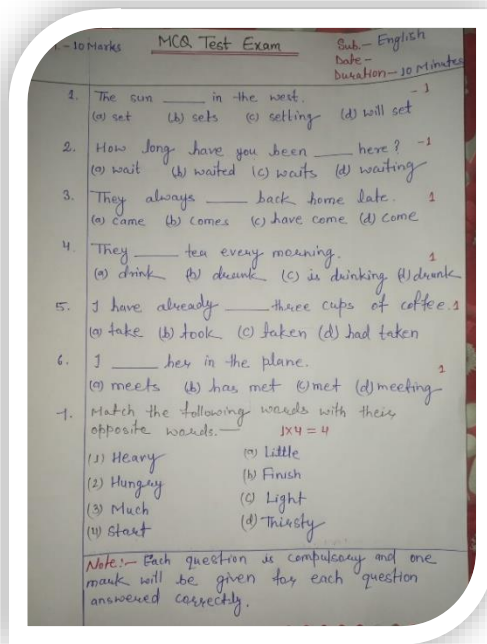 - 10 Marks MCQ Test Exam Sub.- English
Date -
Duration- 10 Minutes
1. The sun ____ in the west. - 1
(a) set (b) sets (c) setting (d) will set
2. How long have you been ____ here? -1
(a) wait (b) waited (c) waits (d) waiting
3. They always ____ back home late. 1
(a) came (b) comes (c) have come (d) come
4. They ____ tea every morning. 1
(a) drink (b) drunk (c) is drinking (d) drank
5. I have already ____ three cups of coffee. 1
(a) take (b) took (c) taken (d) had taken
6. I ____ her in the plane. 1
(a) meets (b) has met (c) met (d) meeting
7. Match the following words with their
opposite words.— 1x4 = 4
(1) Heavy (a) Little
(2) Hungry (b) Finish
(3) Much (c) Light
(4) Start (d) Thirsty
Note:- Each question is compulsory and one
mark will be given for each question
answered correctly.